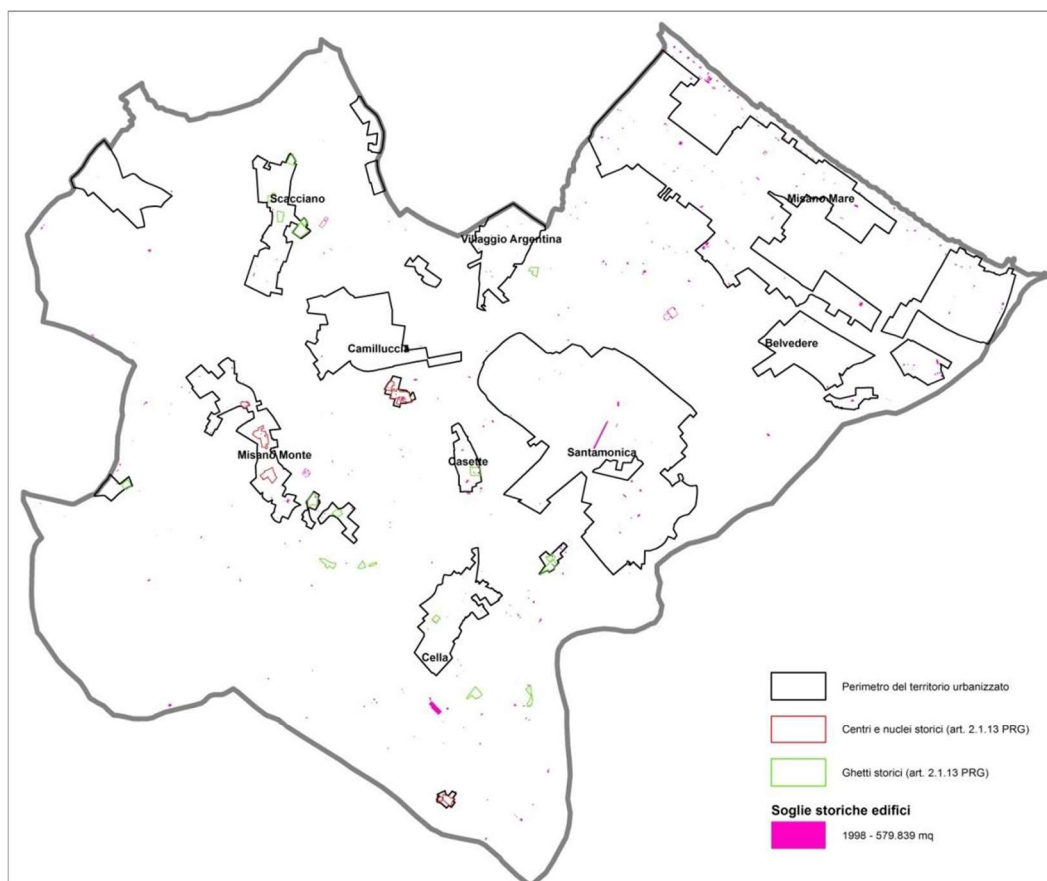 Scacciano
Misano Mare
Villaggio Argentina
Belvedere
Camilluccia
Misano Monte
Casette
Santamonica
Cella
Perimetro del territorio urbanizzato
Centri e nuclei storici (art. 2.1.13 PRG)
Ghetti storici (art. 2.1.13 PRG)
Soglie storiche edifici
1998 - 579.839 mq